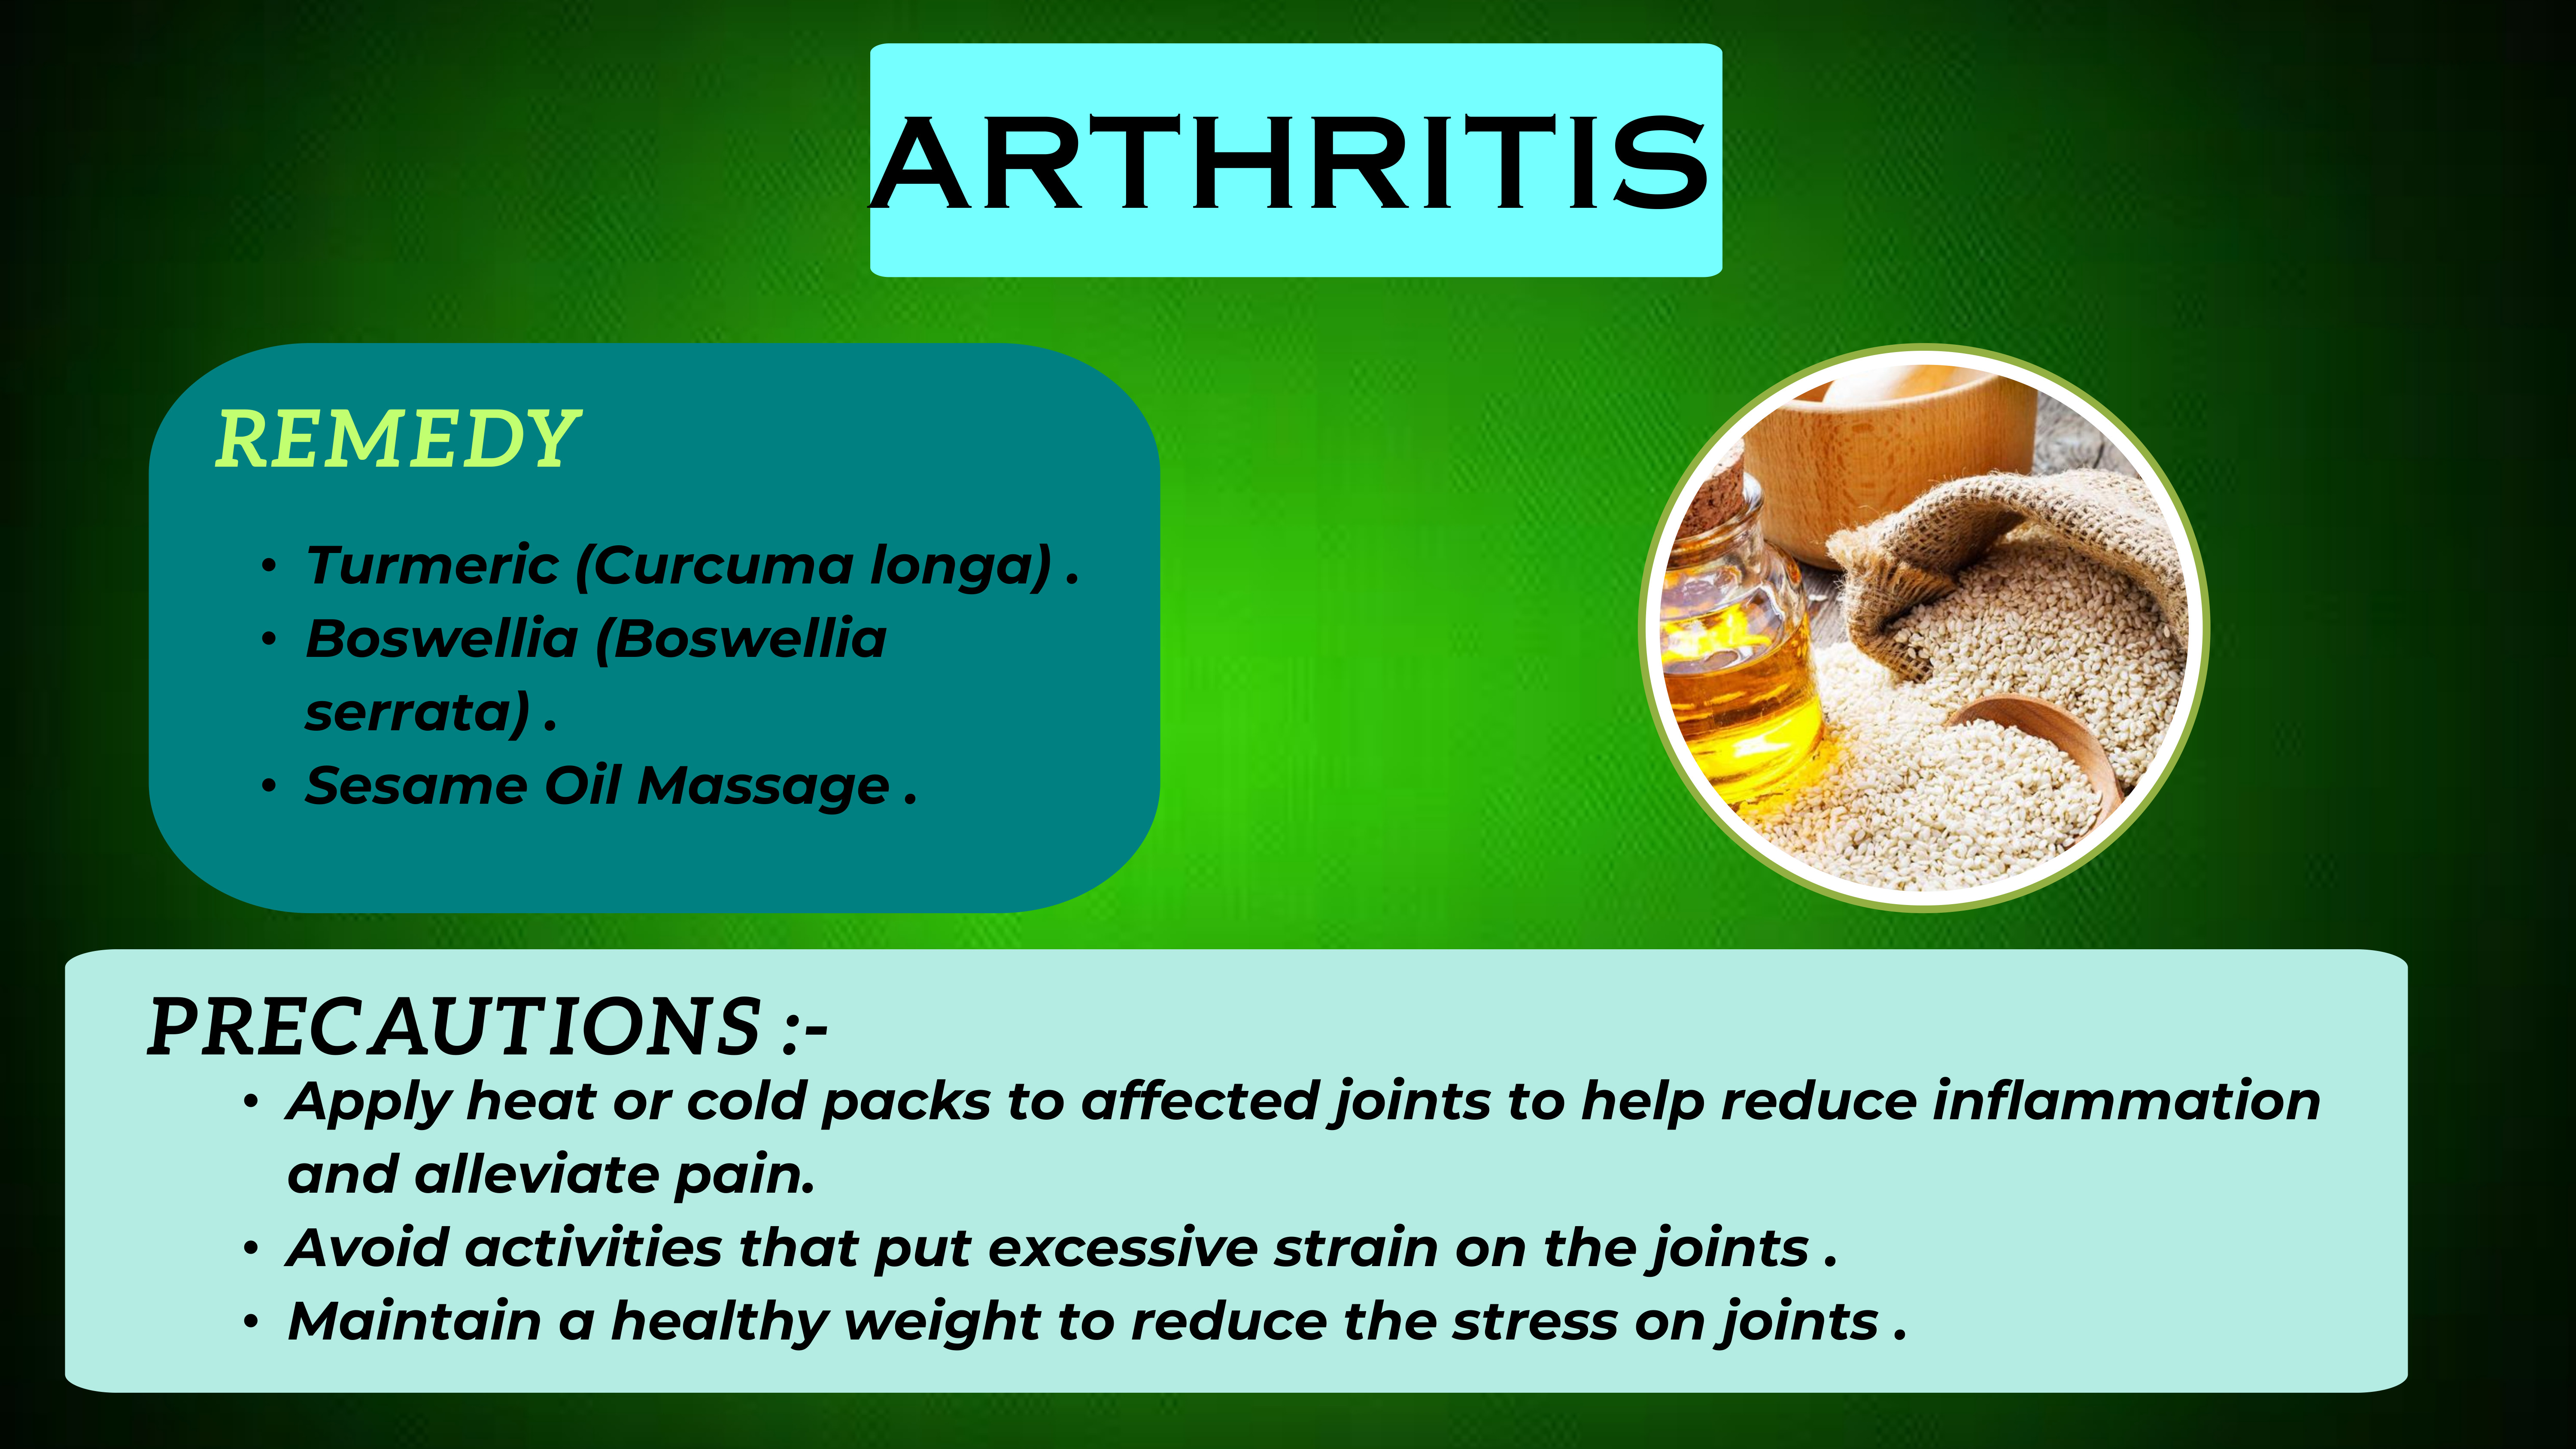 ARTHRITIS
REMEDY
• Turmeric (Curcuma longa) .
• Boswellia (Boswellia
serrata) .
• Sesame Oil Massage .
PRECAUTIONS :-
• Apply heat or cold packs to affected joints to help reduce inflammation
and alleviate pain.
• Avoid activities that put excessive strain on the joints .
• Maintain a healthy weight to reduce the stress on joints .